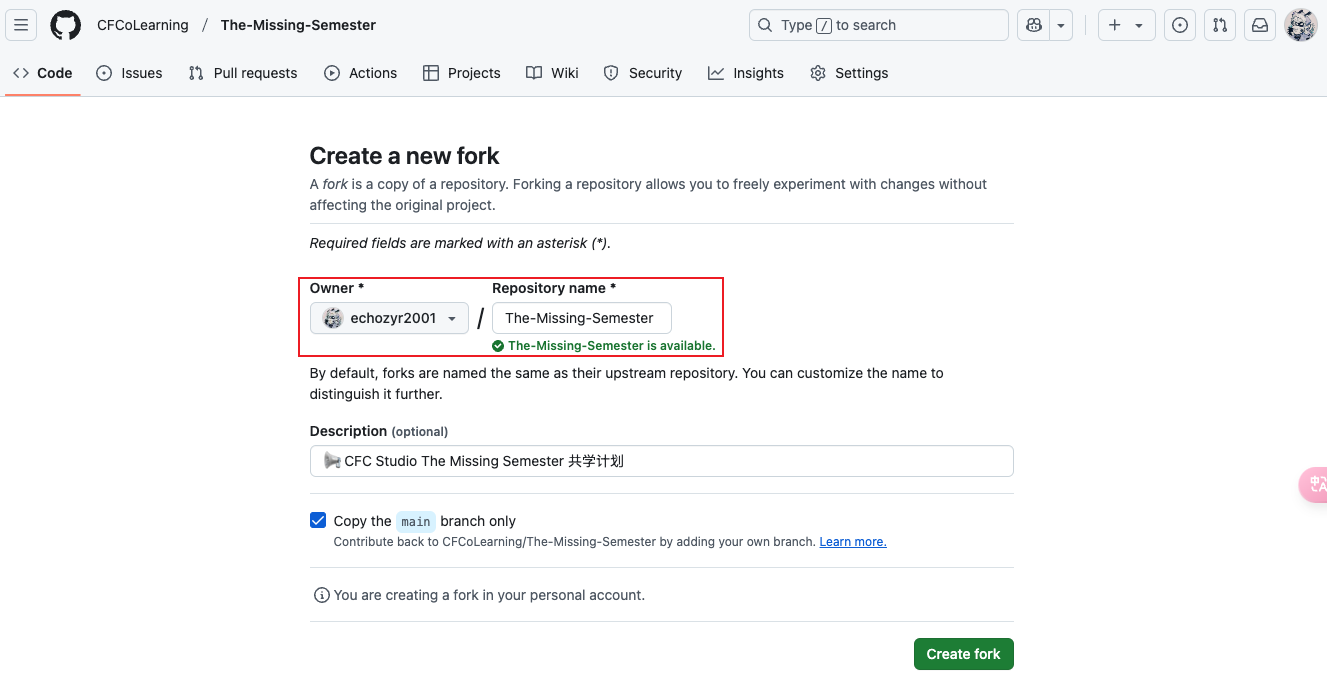 CFCoLearning / The-Missing-Semester
Type / to search
Code Issues Pull requests Actions Projects Wiki Security Insights Settings
Create a new fork
A fork is a copy of a repository. Forking a repository allows you to freely experiment with changes without
affecting the original project.
Required fields are marked with an asterisk (*).
Owner * Repository name *
echozyr2001 / The-Missing-Semester
The-Missing-Semester is available.
By default, forks are named the same as their upstream repository. You can customize the name to
distinguish it further.
Description (optional)
CFC Studio The Missing Semester 共学计划
Copy the main branch only
Contribute back to CFCoLearning/The-Missing-Semester by adding your own branch. Learn more.
You are creating a fork in your personal account.
Create fork